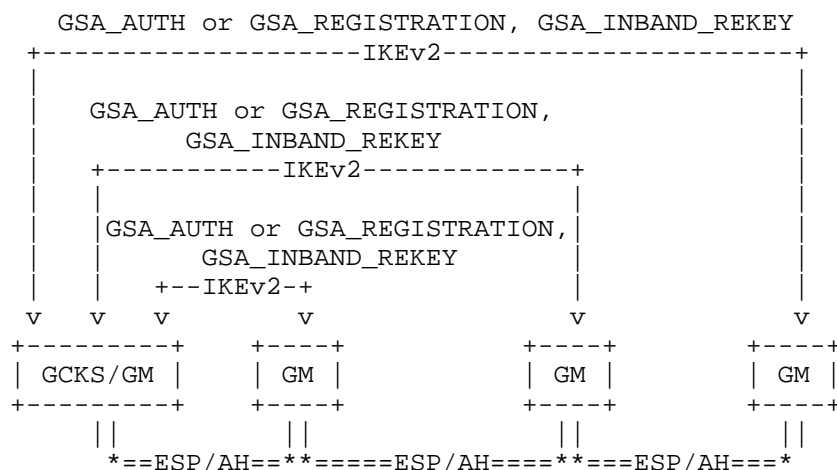 GSA_AUTH or GSA_REGISTRATION, GSA_INBAND_REKEY
+---------------------IKEv2-----------------------+
GSA_AUTH or GSA_REGISTRATION,
GSA_INBAND_REKEY
+-----------IKEv2-------------+
GSA_AUTH or GSA_REGISTRATION,
GSA_INBAND_REKEY
+--IKEv2-+
v v v v v v
+---------+ +----+ +----+ +----+
| GCKS/GM | | GM | | GM | | GM |
+---------+ +----+ +----+ +----+
|| || || ||
*==ESP/AH==**=====ESP/AH====**===ESP/AH===*